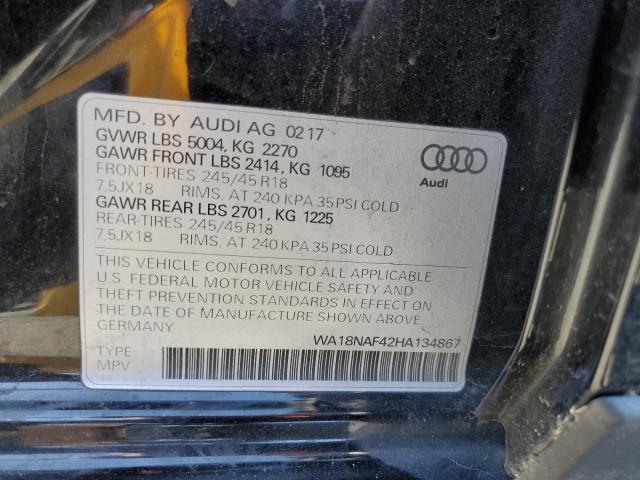 MFD. BY AUDI AG 02 17
GVWR LBS 5004, KG 2270
GAWR FRONT LBS 2414, KG 1095
FRONT-TIRES 245/45 R18
7,5JX18 RIMS, AT 240 KPA 35 PSI COLD
GAWR REAR LBS 2701, KG 1225
REAR-TIRES 245/45 R18
7,5JX18 RIMS, AT 240 KPA 35 PSI COLD
Audi
THIS VEHICLE CONFORMS TO ALL APPLICABLE
U.S. FEDERAL MOTOR VEHICLE SAFETY AND
THEFT PREVENTION STANDARDS IN EFFECT ON
THE DATE OF MANUFACTURE SHOWN ABOVE.
GERMANY
WA18NAF42HA134867
TYPE
MPV